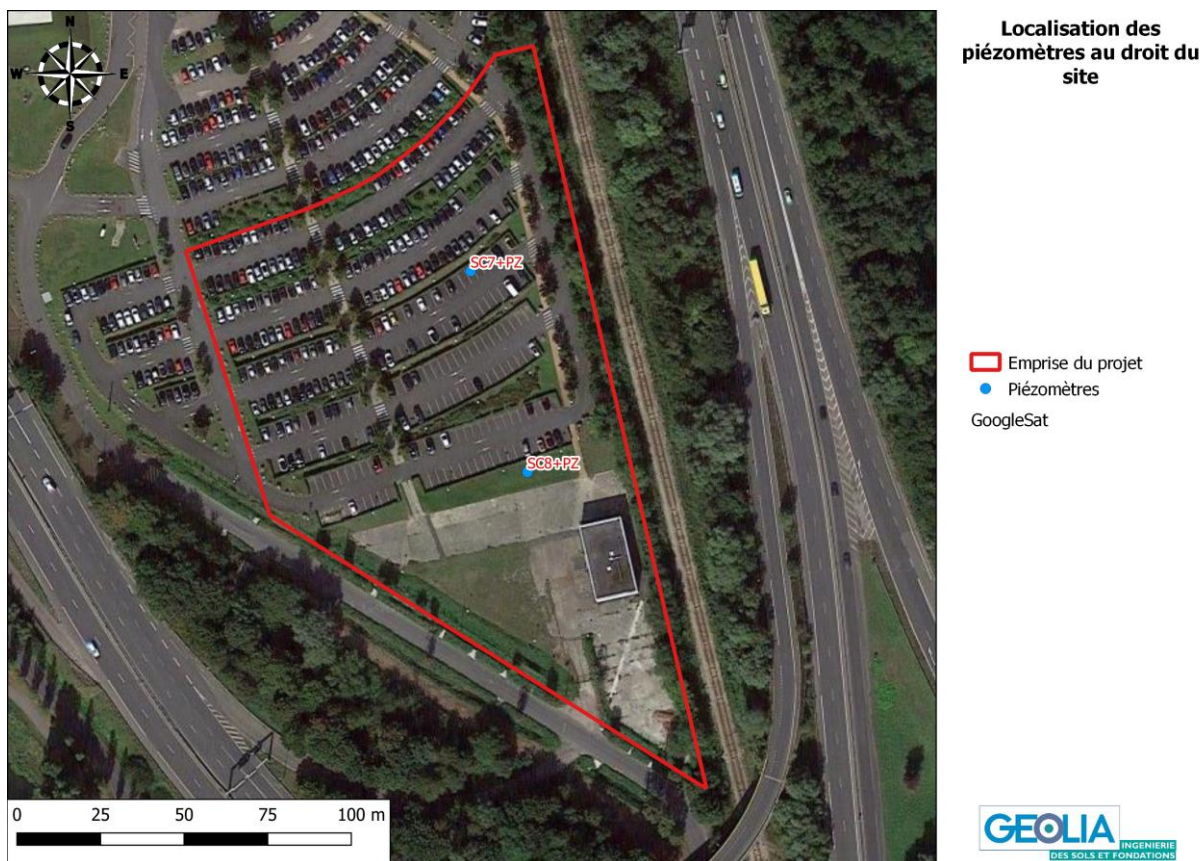 Localisation des
piézomètres au droit du
site
N
W
E
S
SC7+PZ
SC8+PZ
Emprise du projet
Piézomètres
GoogleSat
0 25 50 75 100 m
GEOLIA
INGENIERIE
DES SOLS ET FONDATIONS